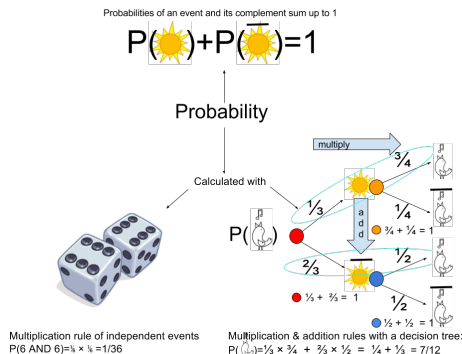 Probabilities of an event and its complement sum up to 1
P( )+P( )=1
Probability
multiply
Calculated with
¾
⅓
¼
add
P( )
¾ + ¼ = 1
⅔
½
⅓ + ⅔ = 1
½
½ + ½ = 1
Multiplication rule of independent events
P(6 AND 6)=⅙ × ⅙ =1/36
Multiplication & addition rules with a decision tree:
P( )=⅓ × ¾ + ⅔ × ½ = ¼ + ⅓ = 7/12